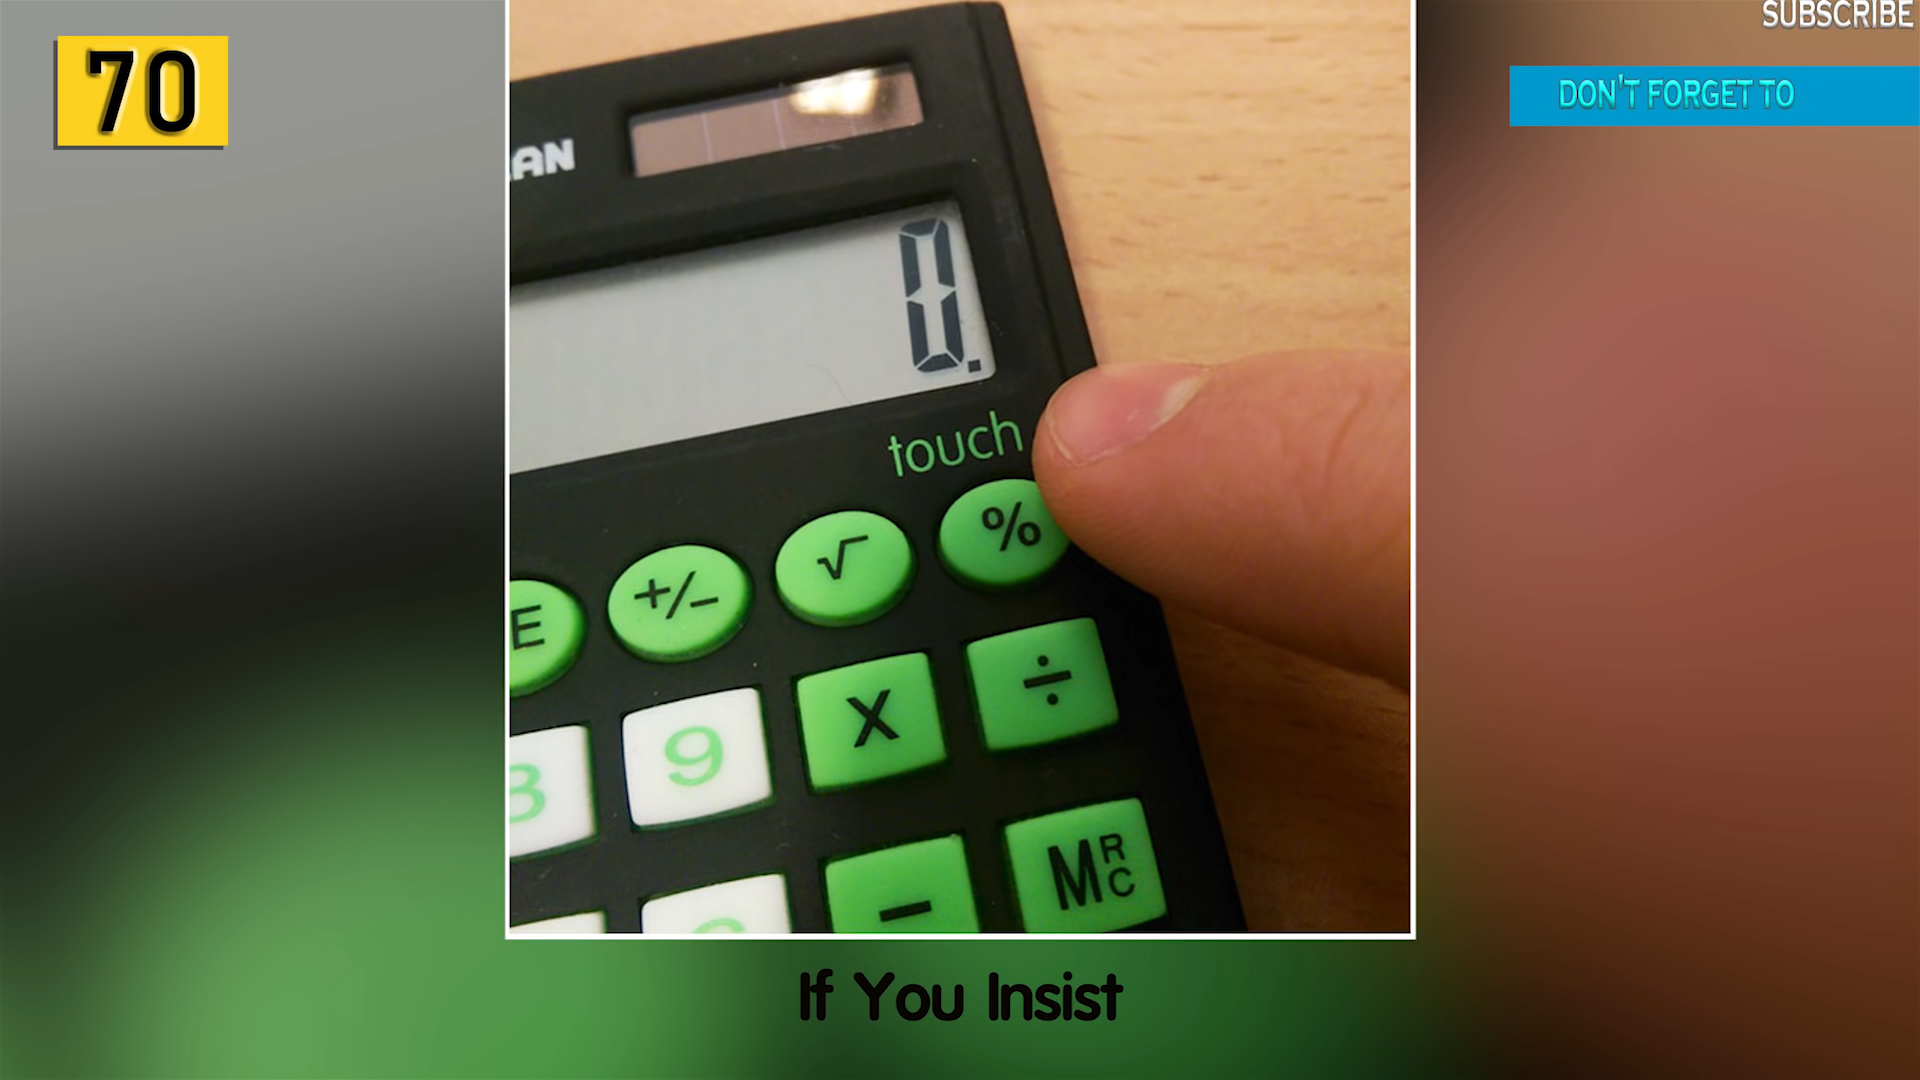 70
SUBSCRIBE
DON'T FORGET TO
AN
0.
touch
E +/- √ %
9 X ÷
- MRC
If You Insist